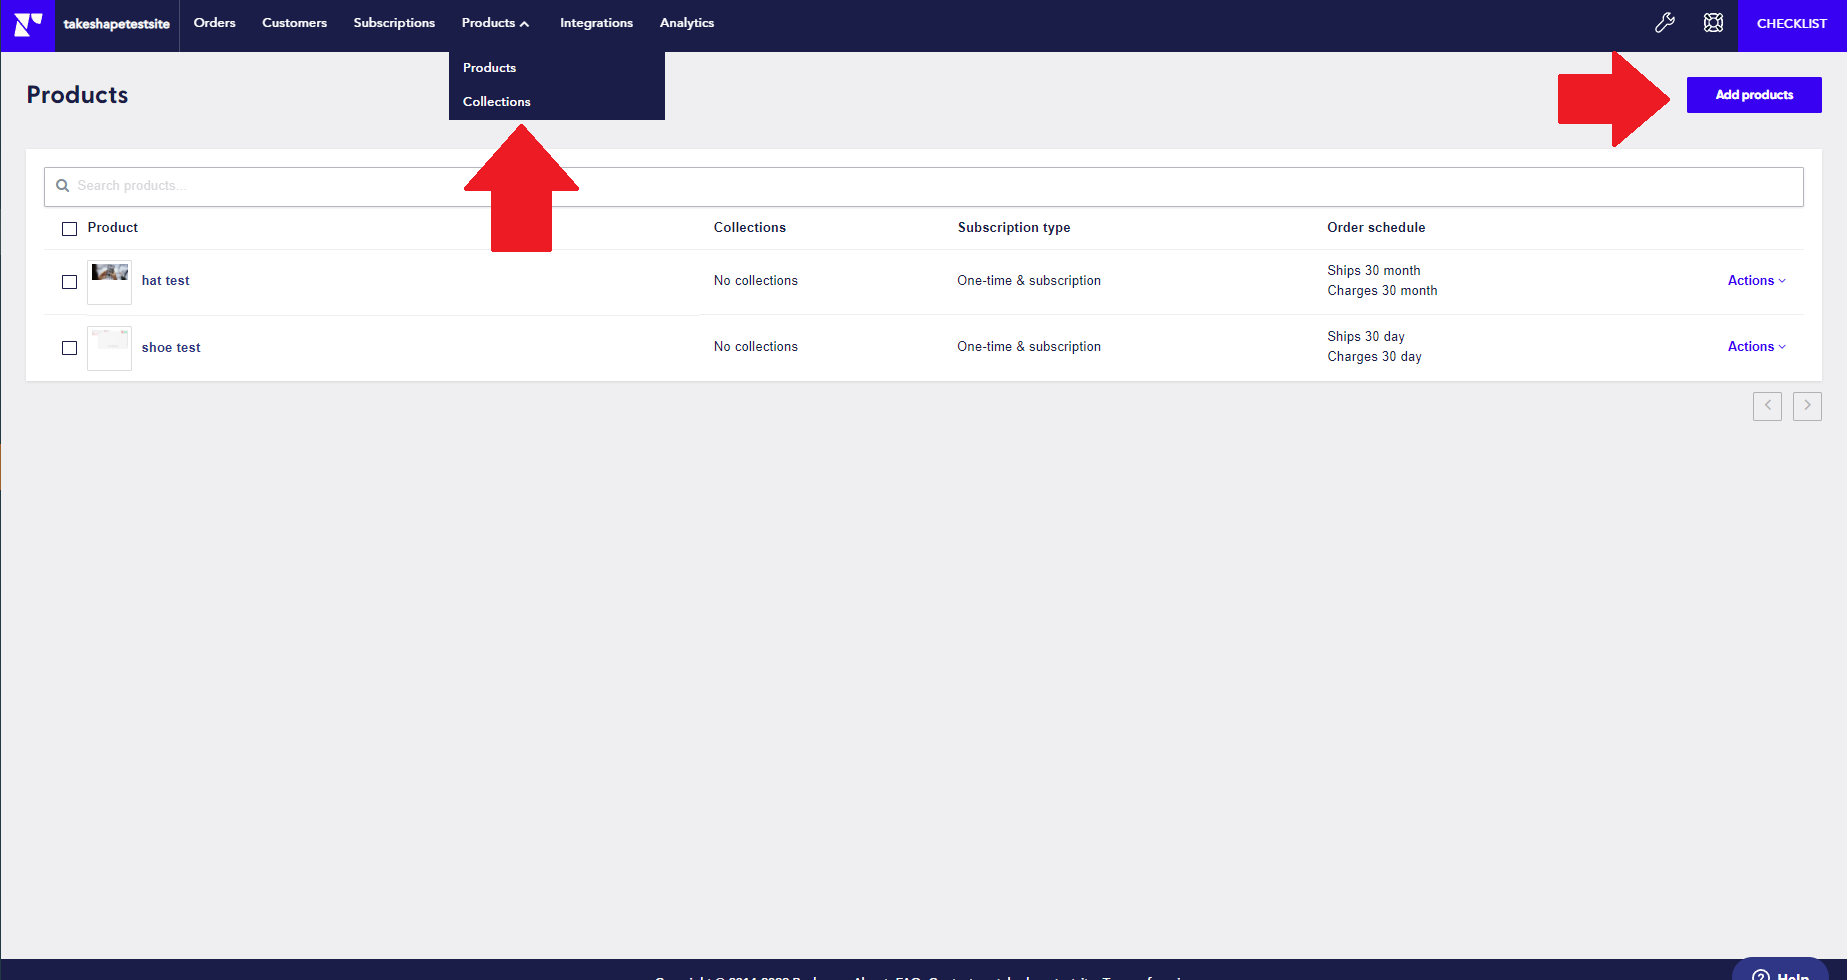 takeshapetestsite Orders Customers Subscriptions Products Integrations Analytics CHECKLIST
Products
Collections
Products
Add products
Search products...
Product Collections Subscription type Order schedule
hat test No collections One-time & subscription Ships 30 month
Charges 30 month
Actions
shoe test No collections One-time & subscription Ships 30 day
Charges 30 day
Actions
Help